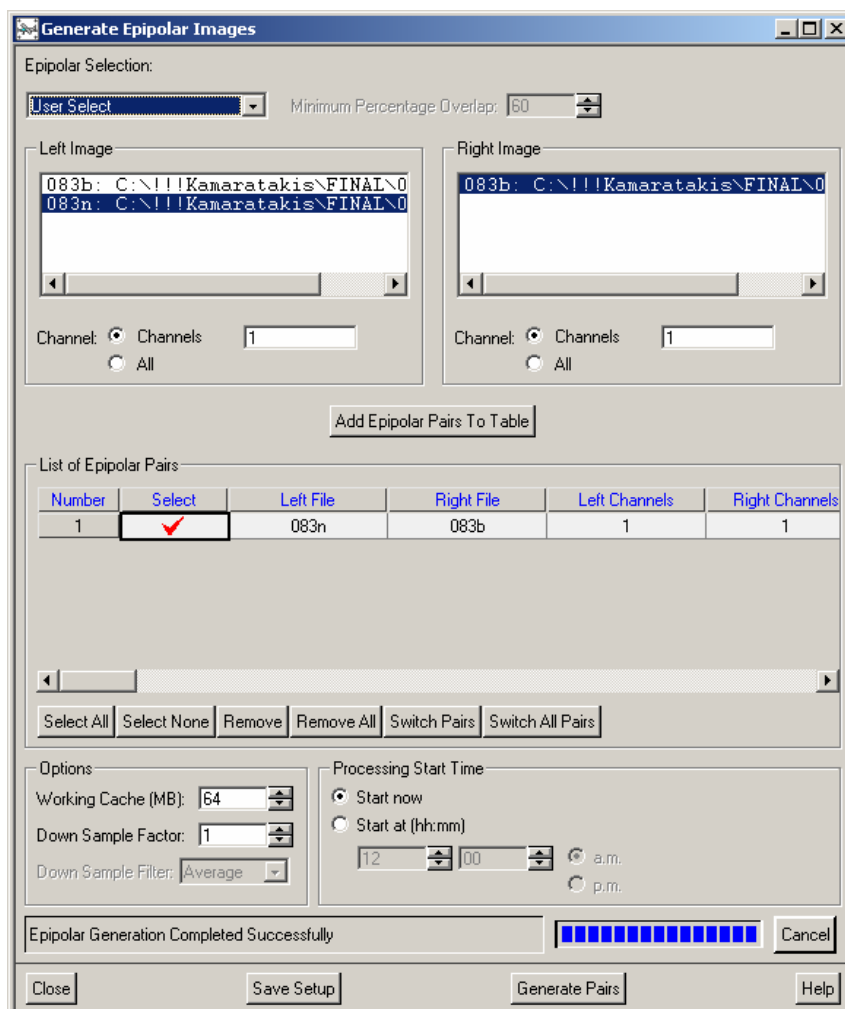 Generate Epipolar Images
Epipolar Selection:
User Select Minimum Percentage Overlap: 60
Left Image Right Image
083b: C:\!!!Kamaratakis\FINAL\0 083b: C:\!!!Kamaratakis\FINAL\0
083n: C:\!!!Kamaratakis\FINAL\0
Channel: Channels 1 Channel: Channels 1
All All
Add Epipolar Pairs To Table
List of Epipolar Pairs
Number Select Left File Right File Left Channels Right Channels
1 083n 083b 1 1
Select All Select None Remove Remove All Switch Pairs Switch All Pairs
Options Processing Start Time
Working Cache (MB): 64 Start now
Down Sample Factor: 1 Start at (hh:mm)
Down Sample Filter: Average 12 00 a.m.
p.m.
Epipolar Generation Completed Successfully Cancel
Close Save Setup Generate Pairs Help